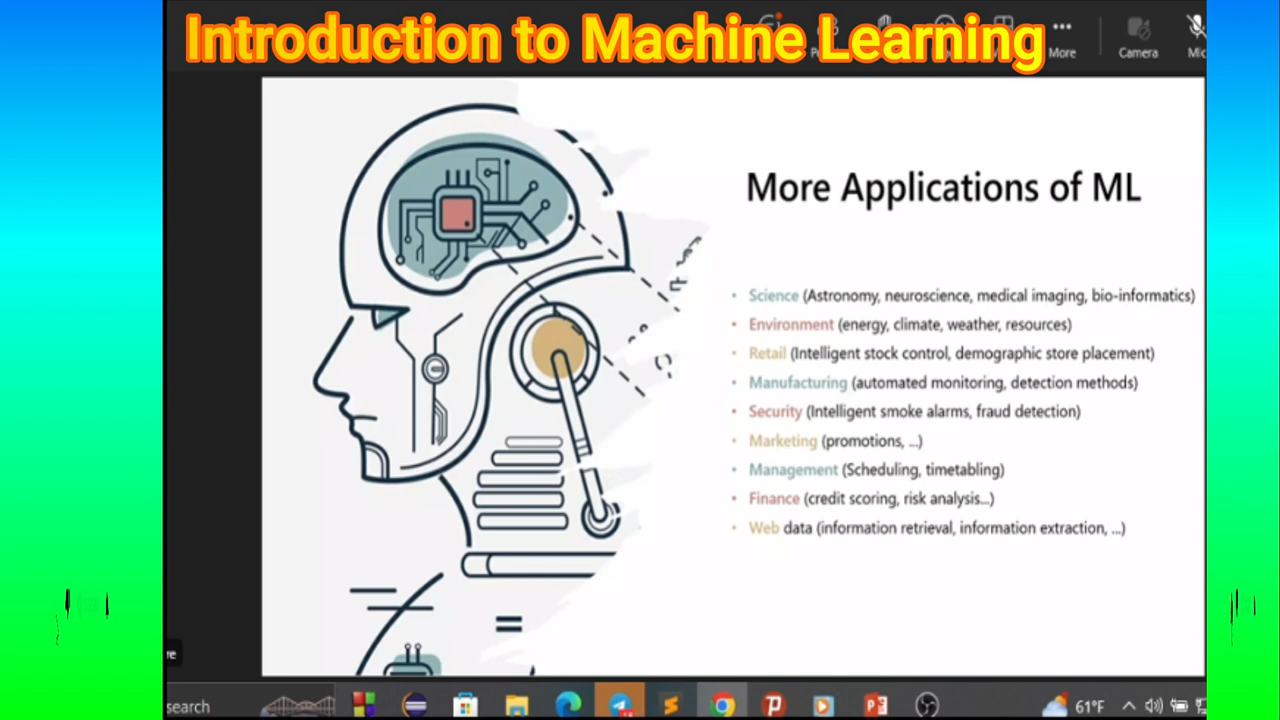 Introduction to Machine Learning
More
Camera
Mic
More Applications of ML
• Science (Astronomy, neuroscience, medical imaging, bio-informatics)
• Environment (energy, climate, weather, resources)
• Retail (Intelligent stock control, demographic store placement)
• Manufacturing (automated monitoring, detection methods)
• Security (Intelligent smoke alarms, fraud detection)
• Marketing (promotions, ...)
• Management (Scheduling, timetabling)
• Finance (credit scoring, risk analysis...)
• Web data (information retrieval, information extraction, ...)
=
re
search
61°F